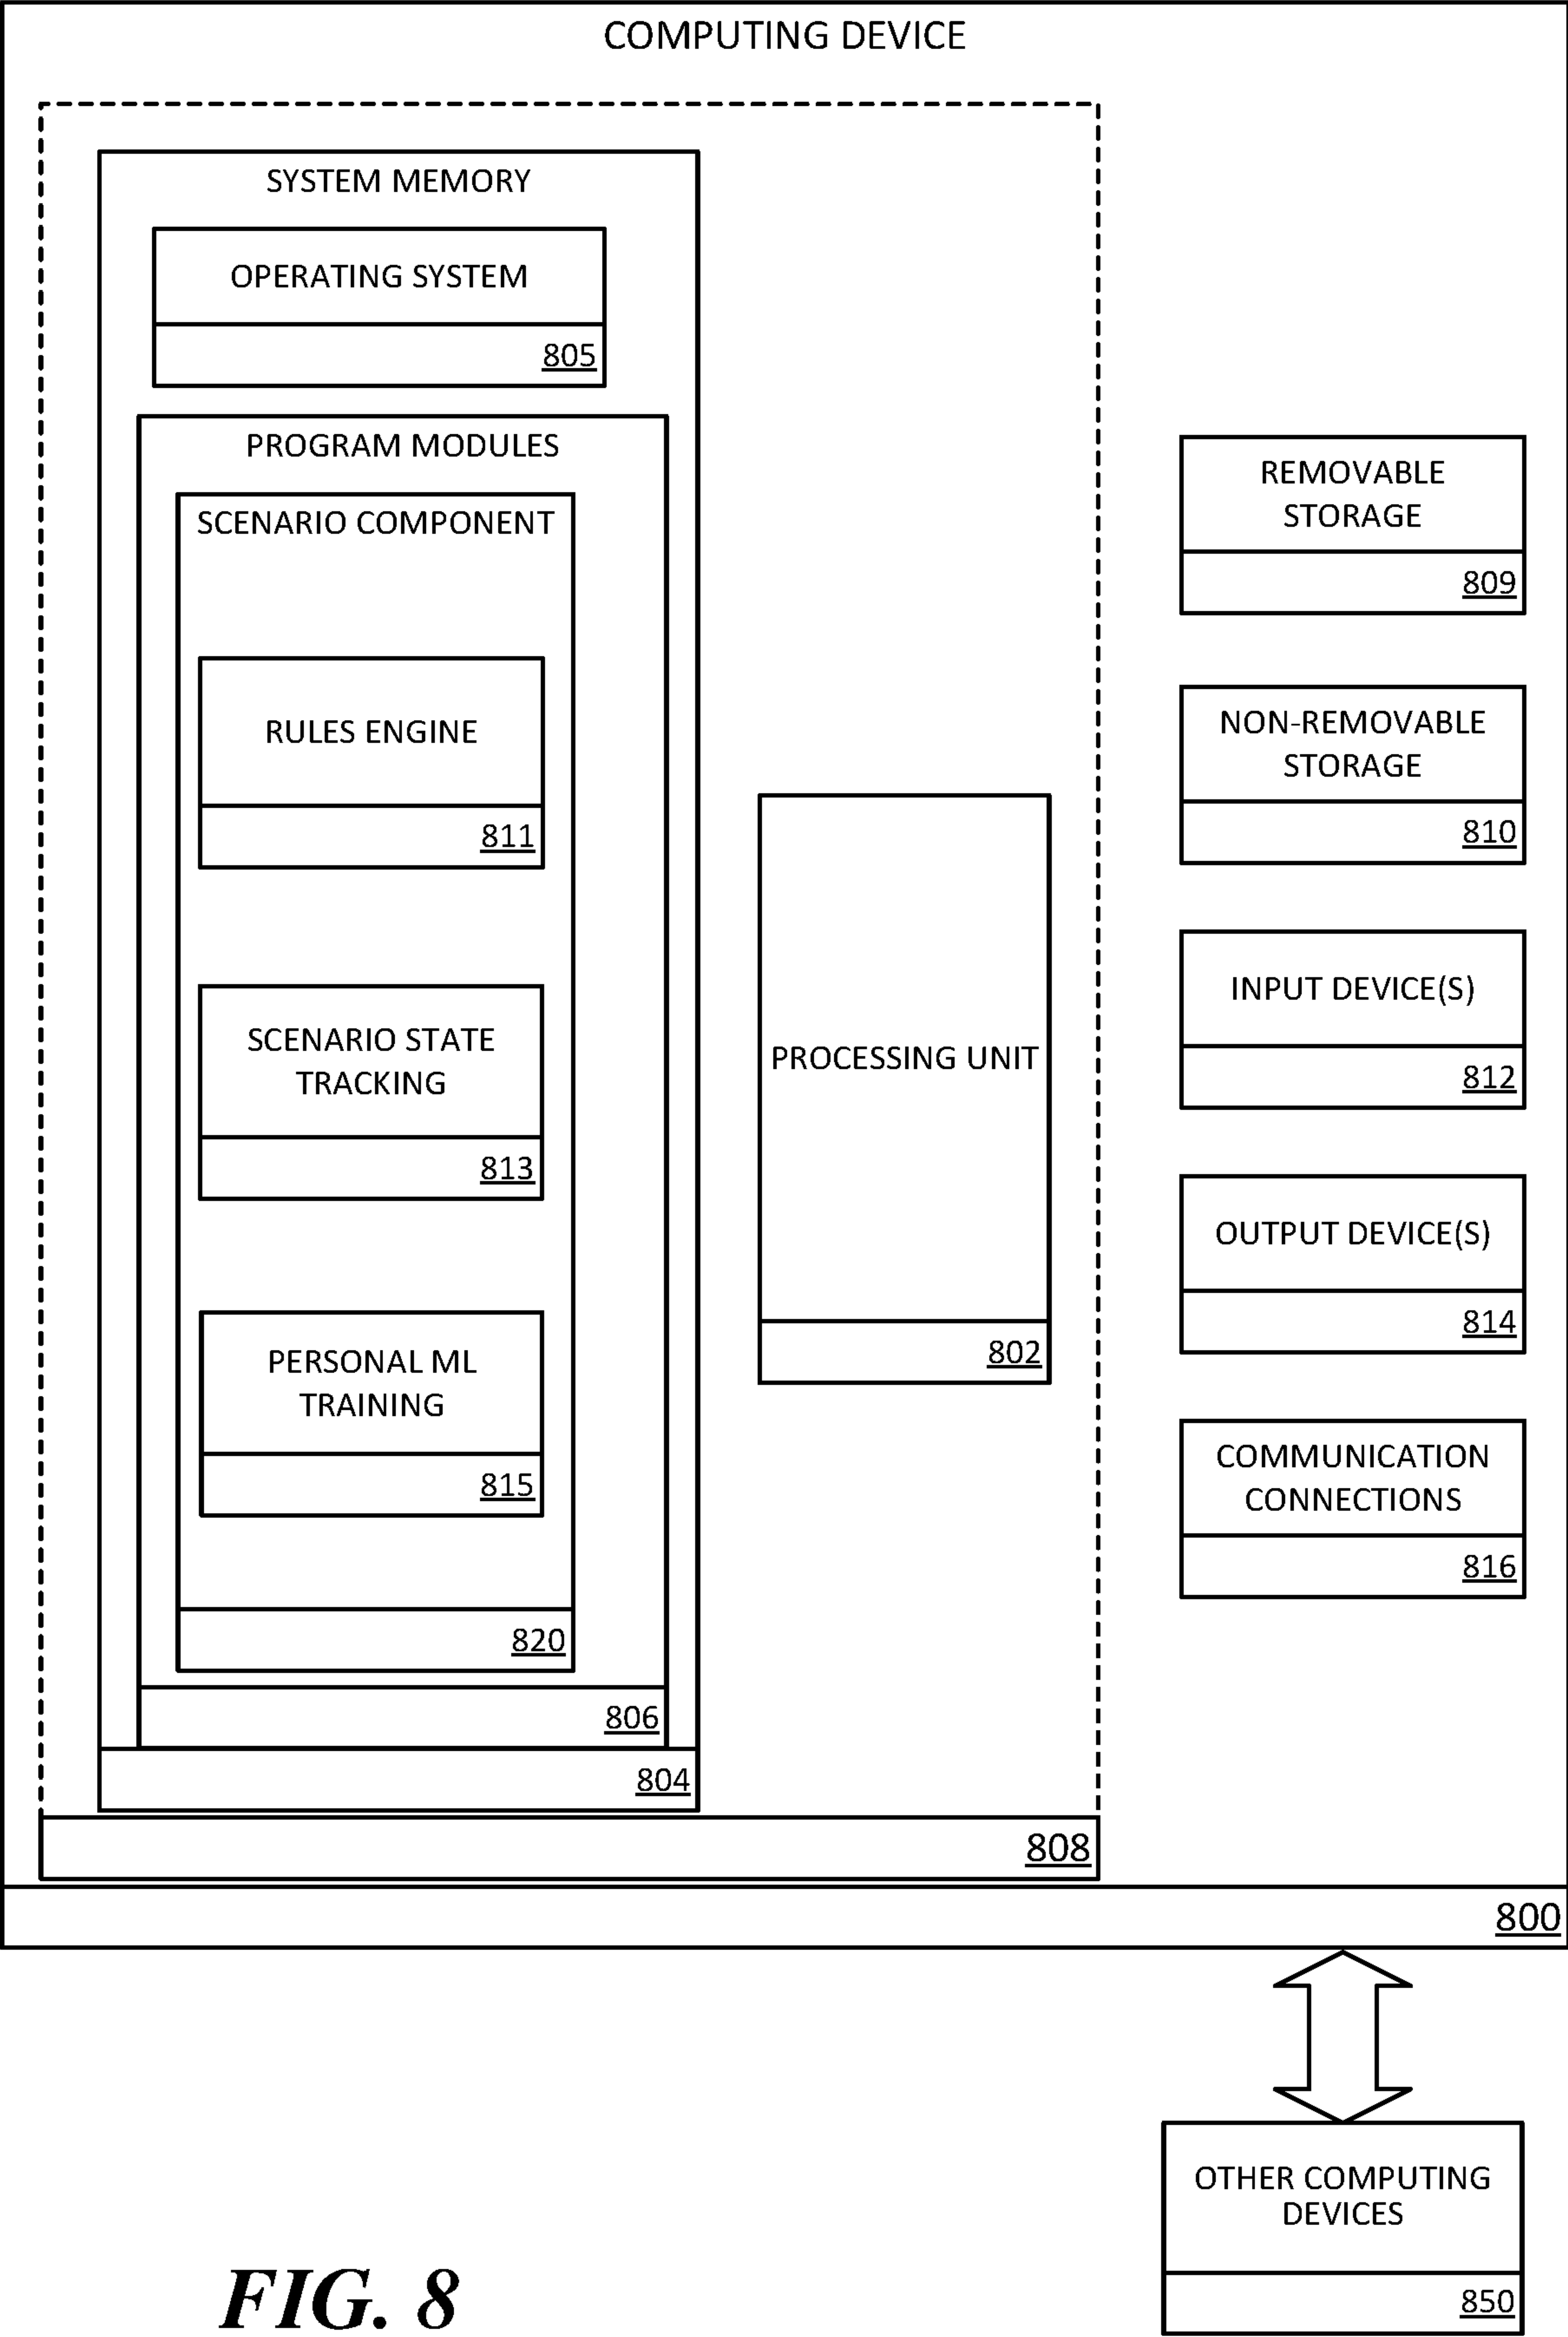 COMPUTING DEVICE
SYSTEM MEMORY
OPERATING SYSTEM
805
PROGRAM MODULES
SCENARIO COMPONENT
RULES ENGINE
811
SCENARIO STATE
TRACKING
813
PERSONAL ML
TRAINING
815
820
806
804
PROCESSING UNIT
802
808
REMOVABLE
STORAGE
809
NON-REMOVABLE
STORAGE
810
INPUT DEVICE(S)
812
OUTPUT DEVICE(S)
814
COMMUNICATION
CONNECTIONS
816
800
OTHER COMPUTING
DEVICES
850
FIG. 8